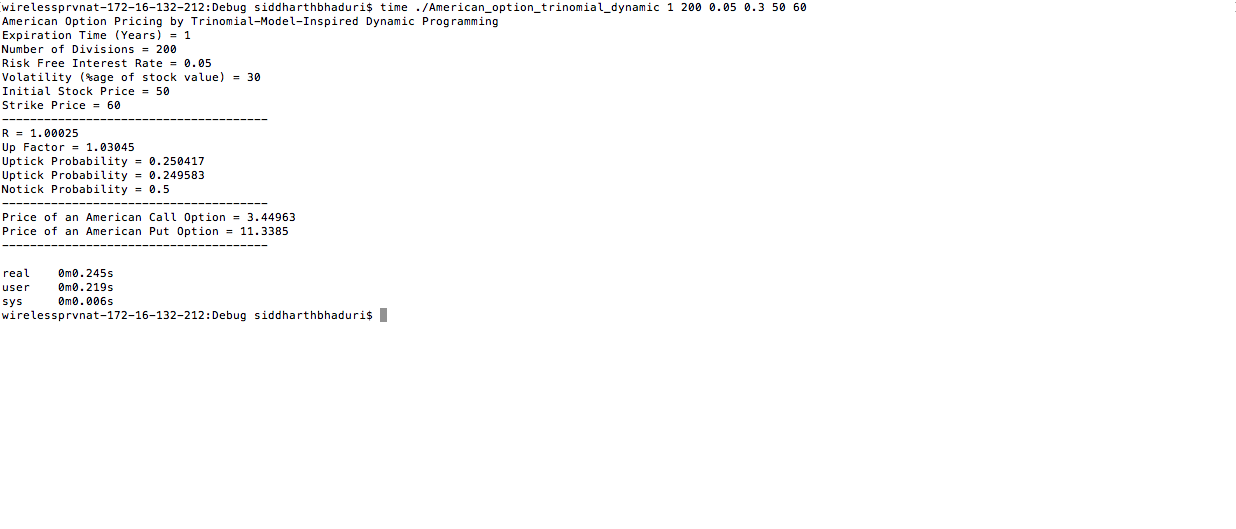 wirelessprvnat-172-16-132-212:Debug siddharthbhaduri$ time ./American_option_trinomial_dynamic 1 200 0.05 0.3 50 60
American Option Pricing by Trinomial-Model-Inspired Dynamic Programming
Expiration Time (Years) = 1
Number of Divisions = 200
Risk Free Interest Rate = 0.05
Volatility (%age of stock value) = 30
Initial Stock Price = 50
Strike Price = 60
--------------------------------------
R = 1.00025
Up Factor = 1.03045
Uptick Probability = 0.250417
Uptick Probability = 0.249583
Notick Probability = 0.5
--------------------------------------
Price of an American Call Option = 3.44963
Price of an American Put Option = 11.3385
--------------------------------------
real    0m0.245s
user    0m0.219s
sys     0m0.006s
wirelessprvnat-172-16-132-212:Debug siddharthbhaduri$